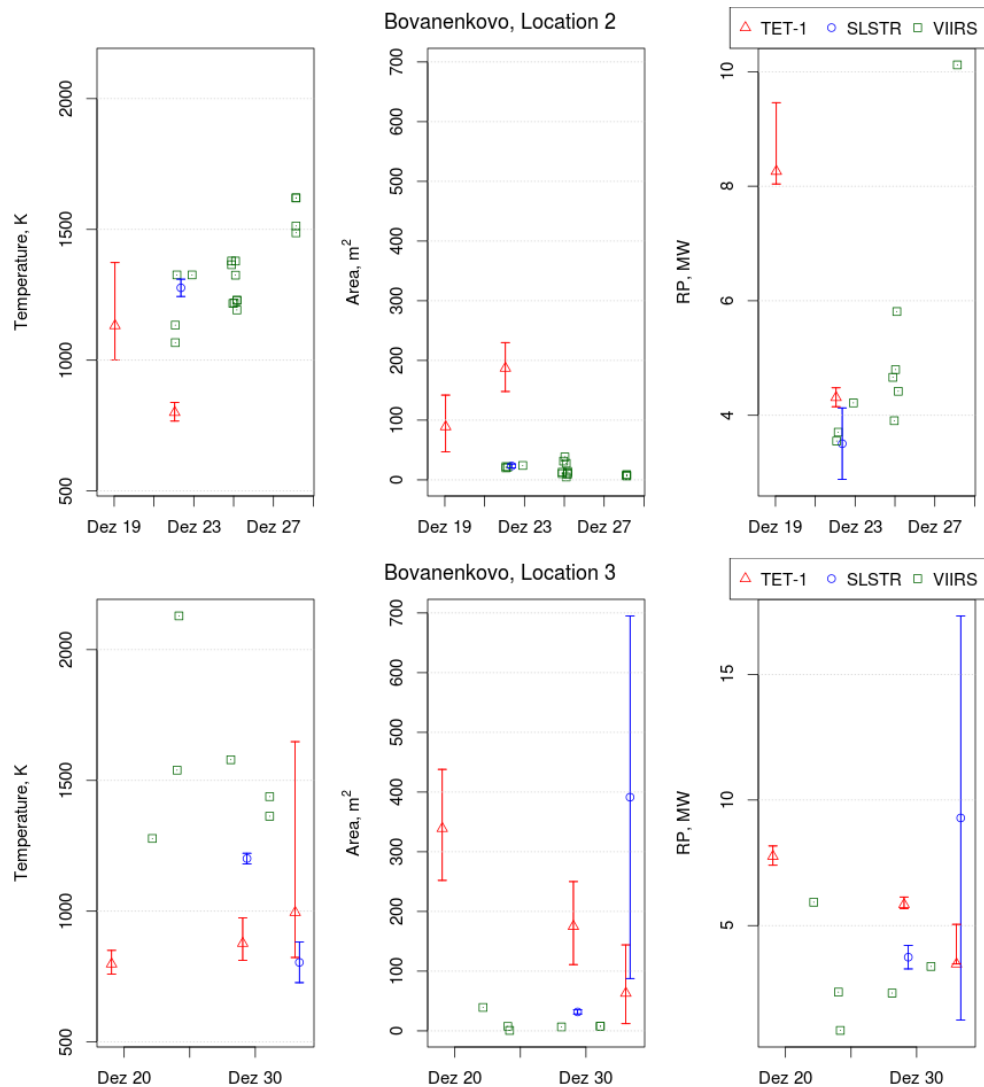 Bovanenkovo, Location 2
TET-1 SLSTR VIIRS
Temperature, K
500 1000 1500 2000
Dez 19 Dez 23 Dez 27
Area, m²
0 100 200 300 400 500 600 700
Dez 19 Dez 23 Dez 27
RP, MW
4 6 8 10
Dez 19 Dez 23 Dez 27
Bovanenkovo, Location 3
TET-1 SLSTR VIIRS
Temperature, K
500 1000 1500 2000
Dez 20 Dez 30
Area, m²
0 100 200 300 400 500 600 700
Dez 20 Dez 30
RP, MW
5 10 15
Dez 20 Dez 30